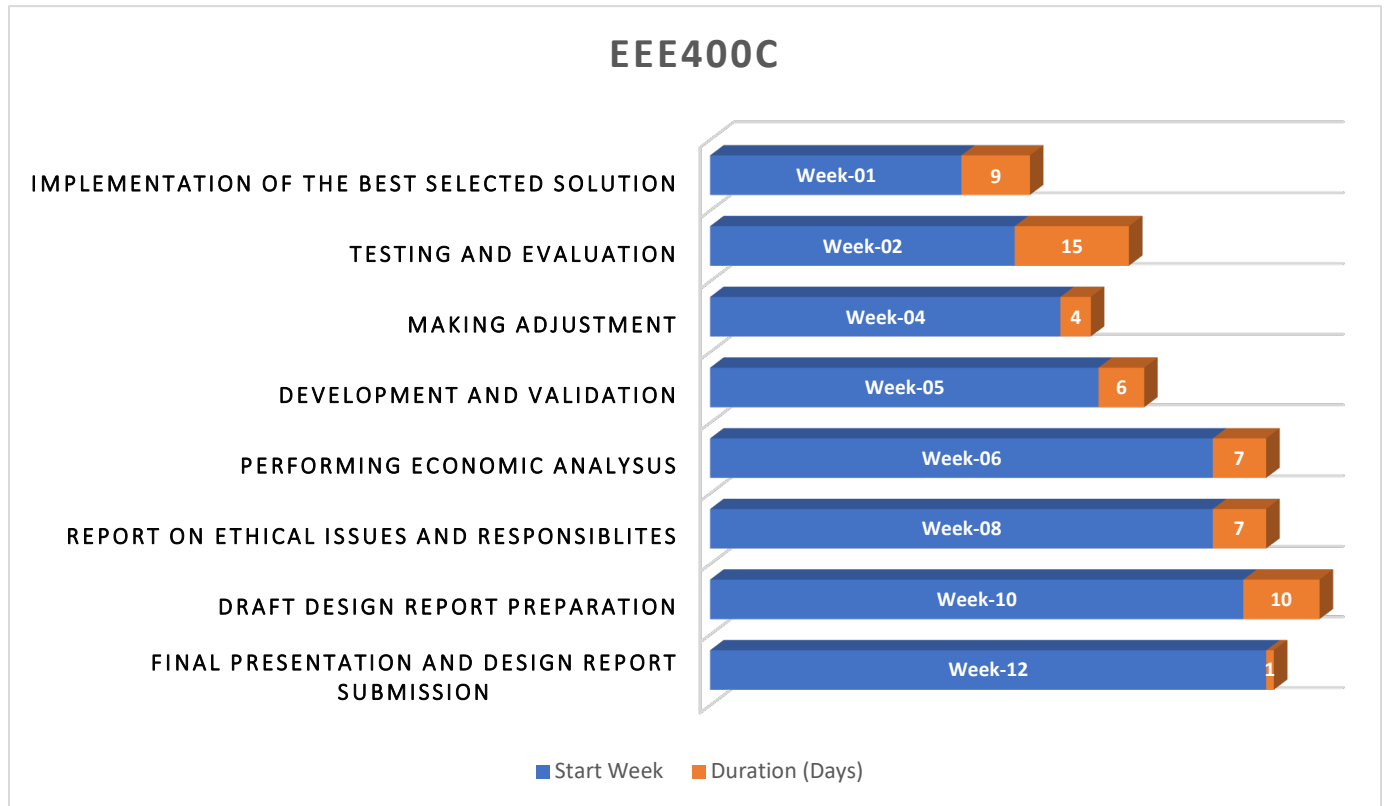 EEE400C
IMPLEMENTATION OF THE BEST SELECTED SOLUTION
Week-01
9
TESTING AND EVALUATION
Week-02
15
MAKING ADJUSTMENT
Week-04
4
DEVELOPMENT AND VALIDATION
Week-05
6
PERFORMING ECONOMIC ANALYSUS
Week-06
7
REPORT ON ETHICAL ISSUES AND RESPONSIBLITES
Week-08
7
DRAFT DESIGN REPORT PREPARATION
Week-10
10
FINAL PRESENTATION AND DESIGN REPORT
SUBMISSION
Week-12
1
Start Week
Duration (Days)